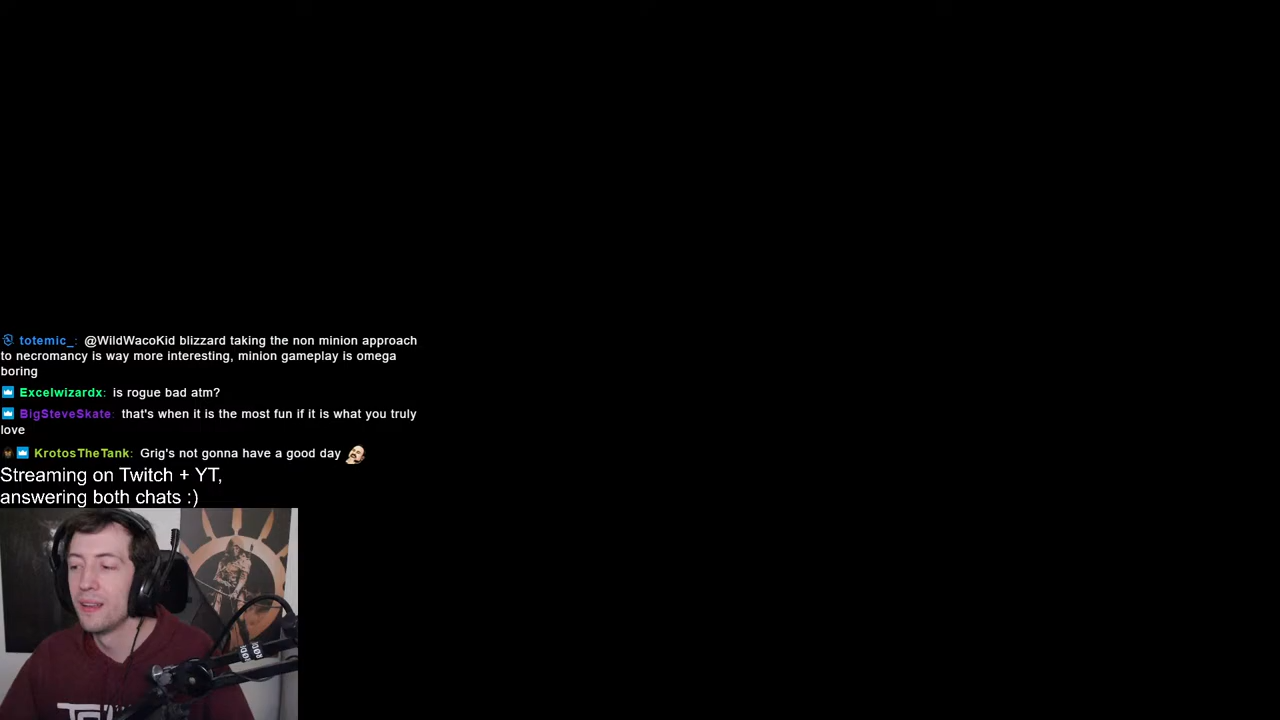 totemic_: @WildWacoKid blizzard taking the non minion approach
to necromancy is way more interesting, minion gameplay is omega
boring
Excelwizardx: is rogue bad atm?
BigSteveSkate: that's when it is the most fun if it is what you truly
love
KrotosTheTank: Grig's not gonna have a good day
Streaming on Twitch + YT,
answering both chats :)